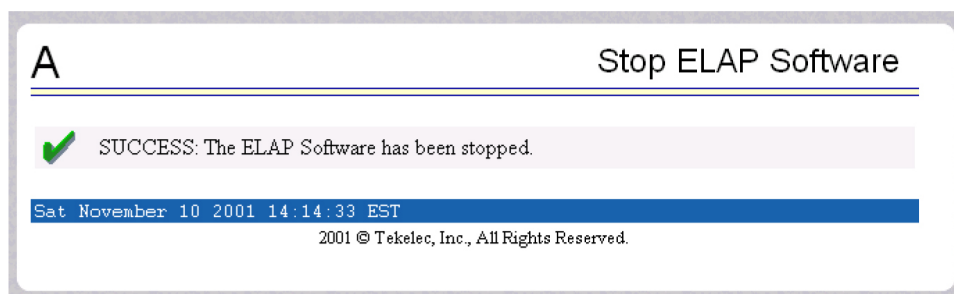 A
Stop ELAP Software
SUCCESS: The ELAP Software has been stopped.
Sat November 10 2001 14:14:33 EST
2001 © Tekelec, Inc., All Rights Reserved.